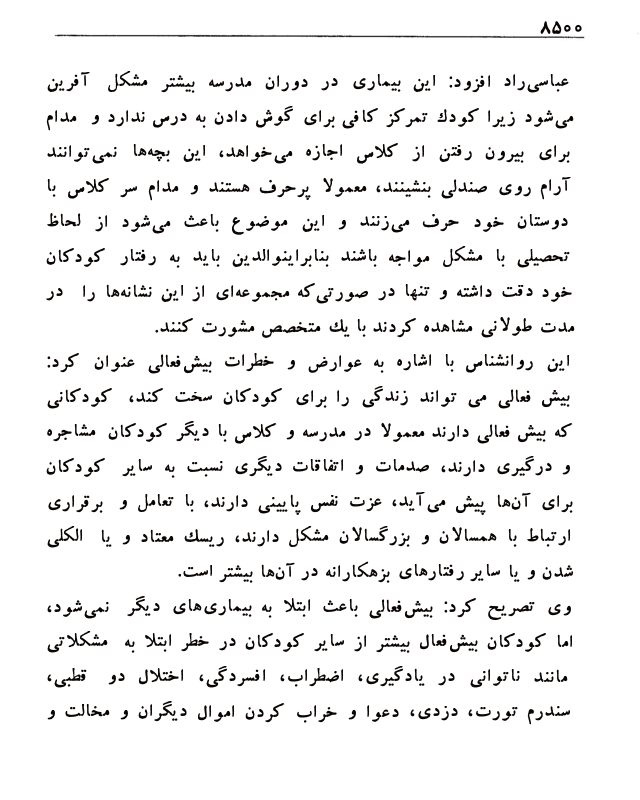 ۸۵۰۰
عباسی‌راد افزود: این بیماری در دوران مدرسه بیشتر مشکل آفرین
می‌شود زیرا کودك تمرکز کافی برای گوش دادن به درس ندارد و مدام
برای بیرون رفتن از کلاس اجازه می‌خواهد، این بچه‌ها نمی‌توانند
آرام روی صندلی بنشینند، معمولا پرحرف هستند و مدام سر کلاس با
دوستان خود حرف می‌زنند و این موضوع باعث می‌شود از لحاظ
تحصیلی با مشکل مواجه باشند بنابراینوالدین باید به رفتار کودکان
خود دقت داشته و تنها در صورتی‌که مجموعه‌ای از این نشانه‌ها را در
مدت طولانی مشاهده کردند با يك متخصص مشورت کنند.
این روانشناس با اشاره به عوارض و خطرات بیش‌فعالی عنوان کرد:
بیش فعالی می تواند زندگی را برای کودکان سخت کند، کودکانی
که بیش فعالی دارند معمولا در مدرسه و کلاس با دیگر کودکان مشاجره
و درگیری دارند، صدمات و اتفاقات دیگری نسبت به سایر کودکان
برای آن‌ها پیش می‌آید، عزت نفس پایینی دارند، با تعامل و برقراری
ارتباط با همسالان و بزرگسالان مشکل دارند، ریسك معتاد و یا الکلی
شدن و یا سایر رفتارهای بزهکارانه در آن‌ها بیشتر است.
وی تصریح کرد: بیش‌فعالی باعث ابتلا به بیماری‌های دیگر نمی‌شود،
اما کودکان بیش‌فعال بیشتر از سایر کودکان در خطر ابتلا به مشکلاتی
مانند ناتوانی در یادگیری، اضطراب، افسردگی، اختلال دو قطبی،
سندرم تورت، دزدی، دعوا و خراب کردن اموال دیگران و مخالت و